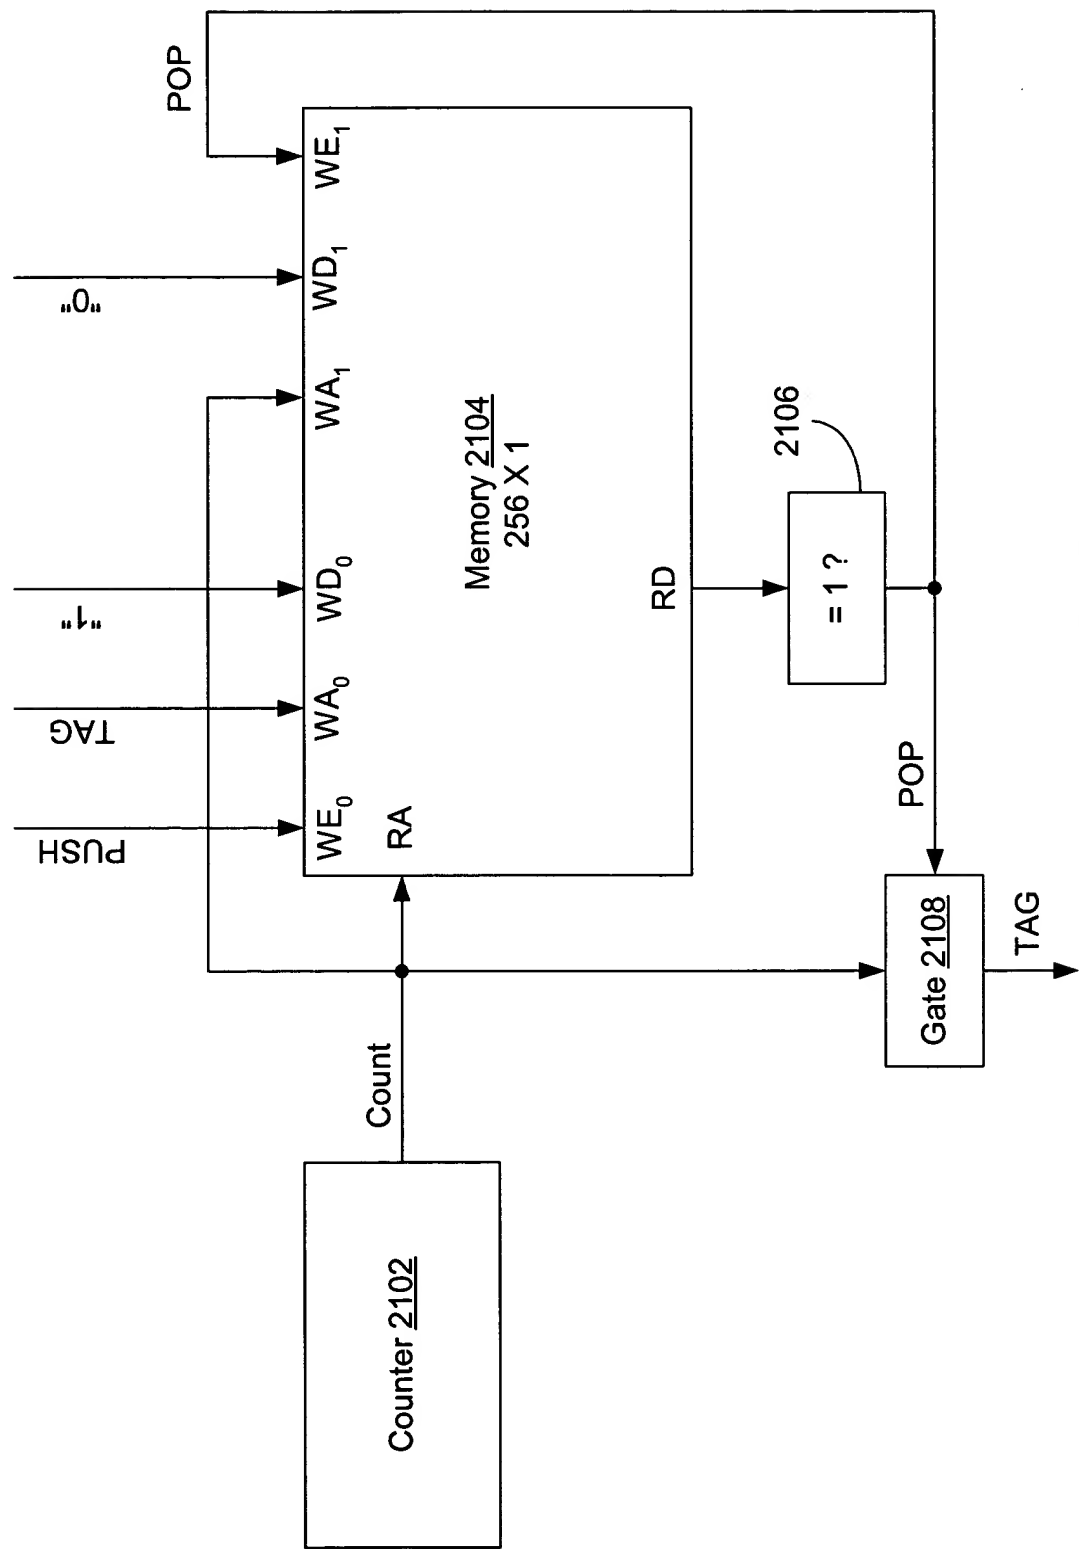 POP
"0"
"1"
TAG
PUSH
WE₁
WD₁
WA₁
WD₀
WA₀
WE₀
RA
Memory 2104
256 X 1
RD
2106
= 1 ?
POP
Count
Counter 2102
Gate 2108
TAG